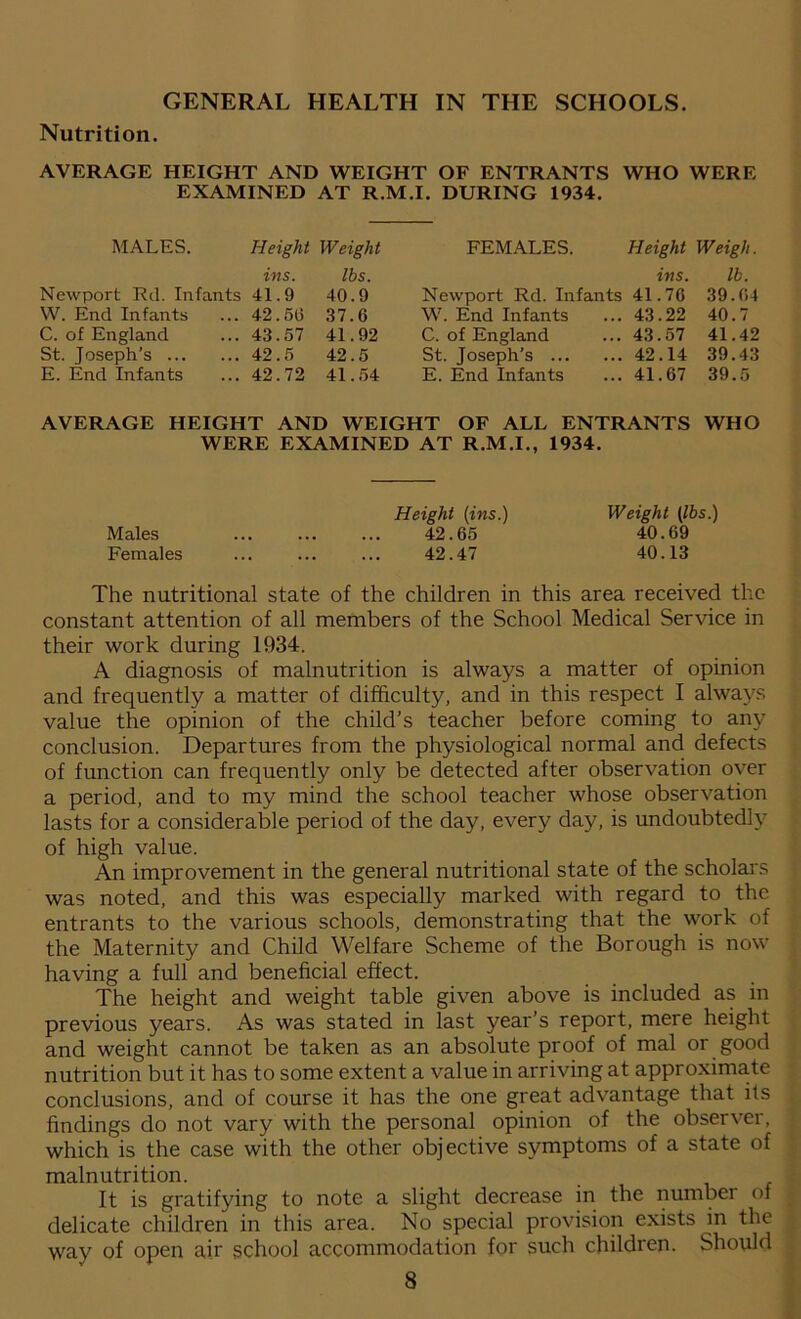 GENERAL HEALTH IN THE SCHOOLS.
Nutrition.
AVERAGE HEIGHT AND WEIGHT OF ENTRANTS WHO WERE
EXAMINED AT R.M.I. DURING 1934.
MALES. Height Weight FEMALES. Height Weigh.
ins. lbs. ins. lb.
Newport Rd. Infants 41.9 40.9 Newport Rd. Infants 41.76 39.64
W. End Infants ... 42.56 37.6 W. End Infants ... 43.22 40.7
C. of England ... 43.57 41.92 C. of England ... 43.57 41.42
St. Joseph's ... ... 42.5 42.5 St. Joseph's ... ... 42.14 39.43
E. End Infants ... 42.72 41.54 E. End Infants ... 41.67 39.5
AVERAGE HEIGHT AND WEIGHT OF ALL ENTRANTS WHO
WERE EXAMINED AT R.M.I., 1934.
Height (ins.) Weight (lbs.)
Males ... ... ... 42.65 40.69
Females ... ... ... 42.47 40.13
The nutritional state of the children in this area received the
constant attention of all members of the School Medical Service in
their work during 1934.
A diagnosis of malnutrition is always a matter of opinion
and frequently a matter of difficulty, and in this respect I always
value the opinion of the child's teacher before coming to any
conclusion. Departures from the physiological normal and defects
of function can frequently only be detected after observation over
a period, and to my mind the school teacher whose observation
lasts for a considerable period of the day, every day, is undoubtedly
of high value.
An improvement in the general nutritional state of the scholars
was noted, and this was especially marked with regard to the
entrants to the various schools, demonstrating that the work of
the Maternity and Child Welfare Scheme of the Borough is now
having a full and beneficial effect.
The height and weight table given above is included as in
previous years. As was stated in last year's report, mere height
and weight cannot be taken as an absolute proof of mal or good
nutrition but it has to some extent a value in arriving at approximate
conclusions, and of course it has the one great advantage that its
findings do not vary with the personal opinion of the observer,
which is the case with the other objective symptoms of a state of
malnutrition.
It is gratifying to note a slight decrease in the number of
delicate children in this area. No special provision exists in the
way of open air school accommodation for such children. Should
8